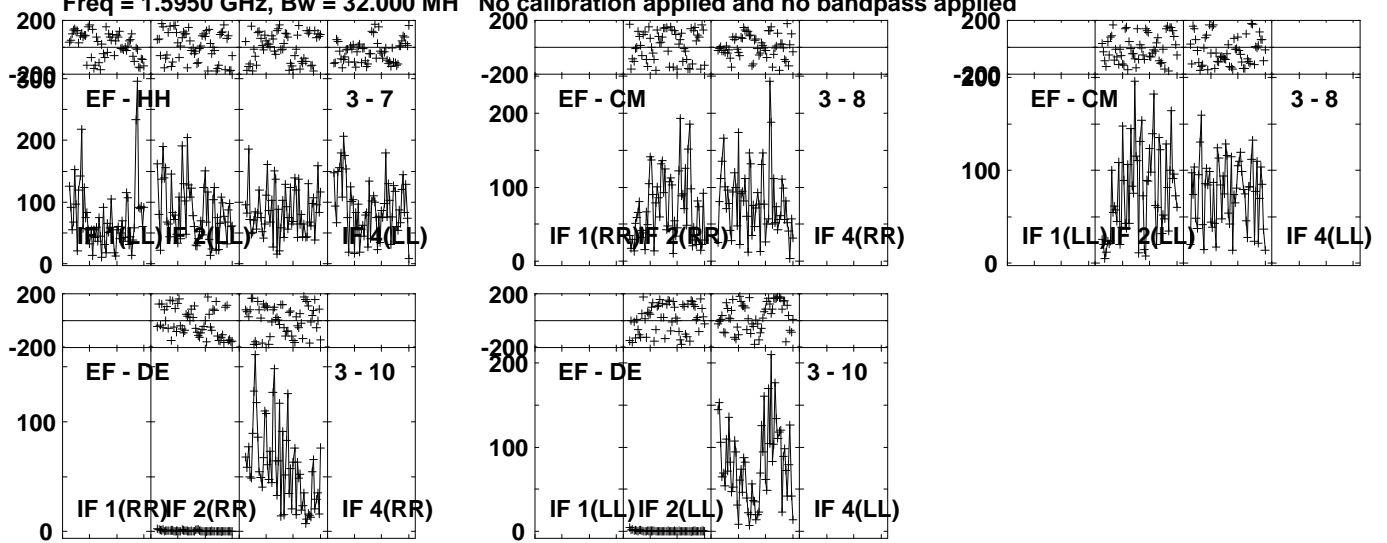 Freq = 1.5950 GHz, Bw = 32.000 MH No calibration applied and no bandpass applied
200
-200
300
200
100
0
EF - HH 3 - 7
IF 1(LL) IF 2(LL) IF 4(LL)
200
-200
200
100
0
EF - CM 3 - 8
IF 1(RR) IF 2(RR) IF 4(RR)
200
-200
200
100
0
EF - CM 3 - 8
IF 1(LL) IF 2(LL) IF 4(LL)
200
-200
100
0
EF - DE 3 - 10
IF 1(RR) IF 2(RR) IF 4(RR)
200
-200
200
100
0
EF - DE 3 - 10
IF 1(LL) IF 2(LL) IF 4(LL)